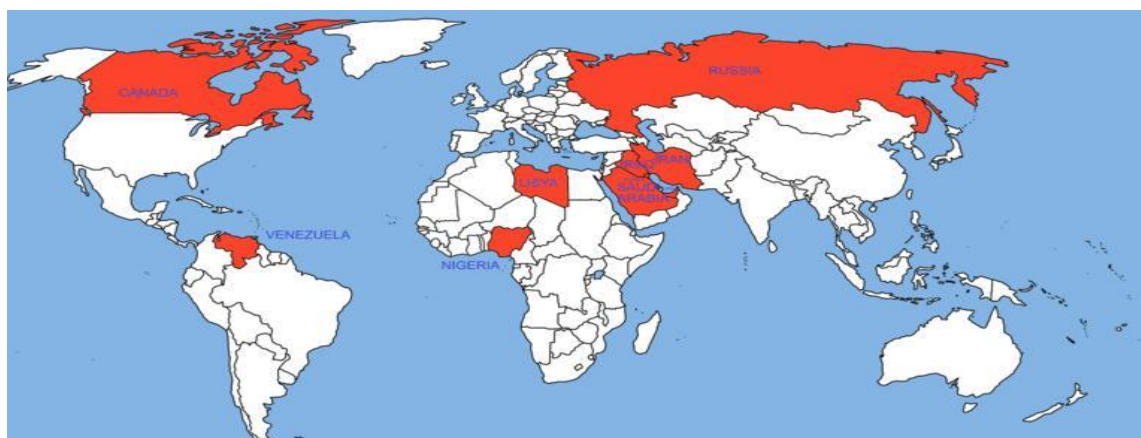 CANADA
RUSSIA
IRAQ
IRAN
LIBYA
SAUDI
ARABIA
VENEZUELA
NIGERIA